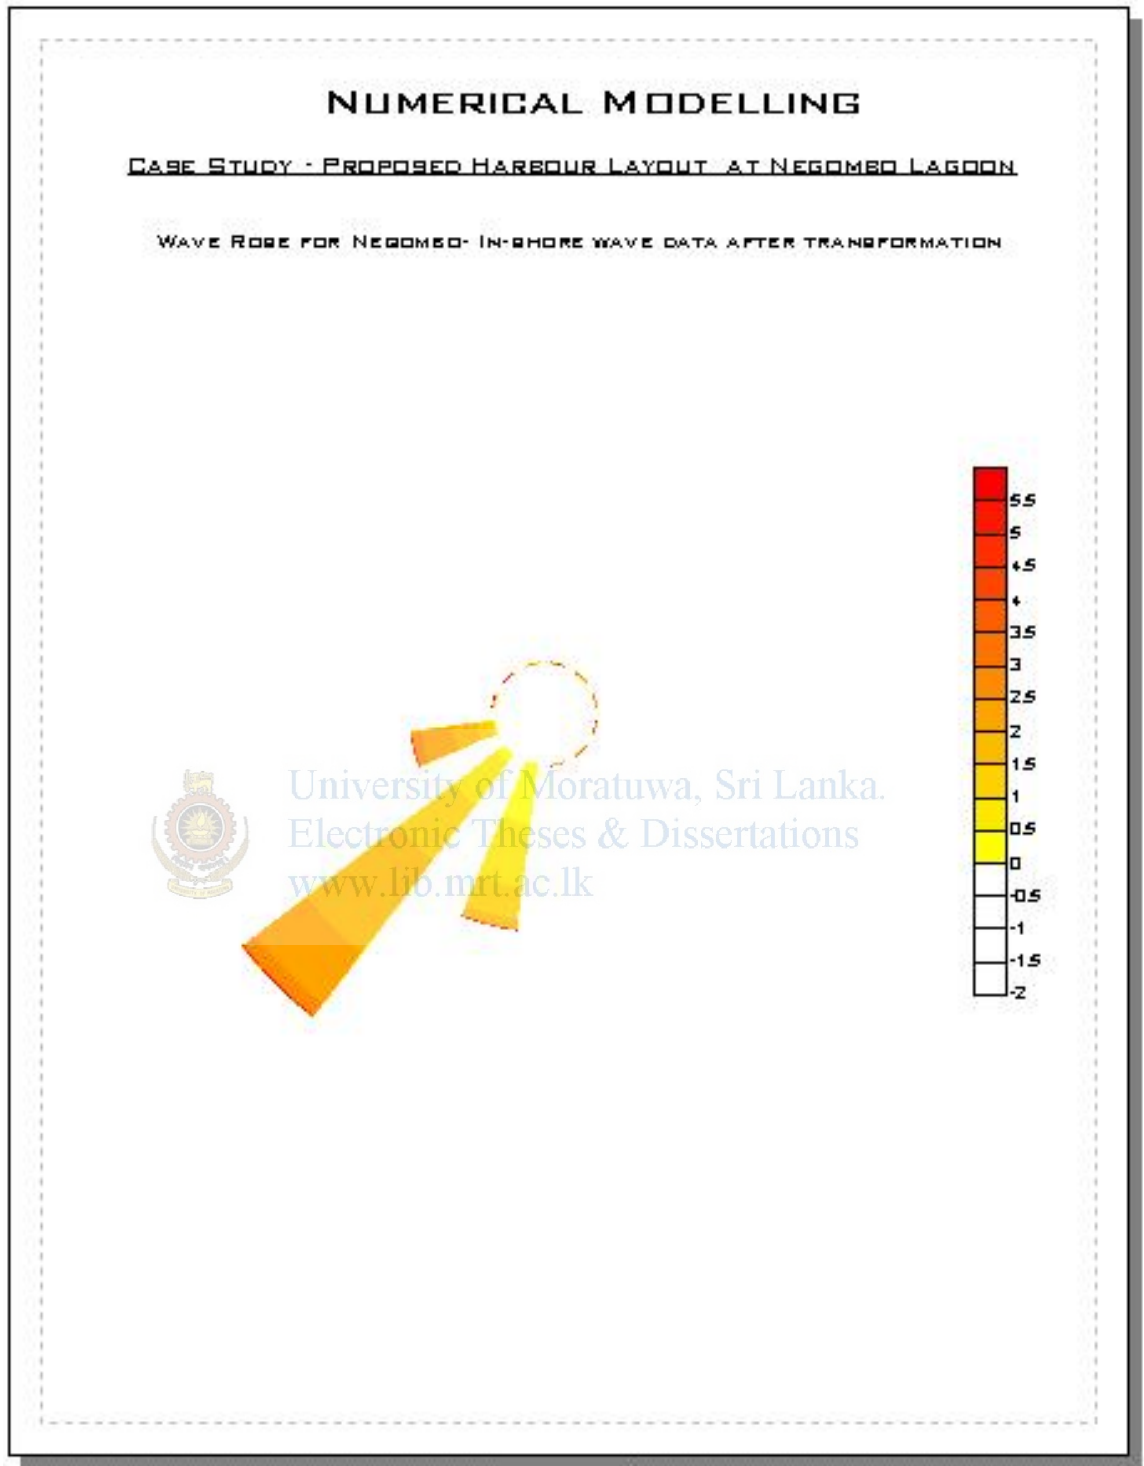 NUMERICAL MODELLING
CASE STUDY - PROPOSED HARBOUR LAYOUT AT NEGOMBO LAGOON
WAVE ROSE FOR NEGOMBO- IN-SHORE WAVE DATA AFTER TRANSFORMATION
5.5
5
4.5
4
3.5
3
2.5
2
1.5
1
0.5
0
-0.5
-1
-1.5
-2
University of Moratuwa, Sri Lanka.
Electronic Theses & Dissertations
www.lib.mrt.ac.lk